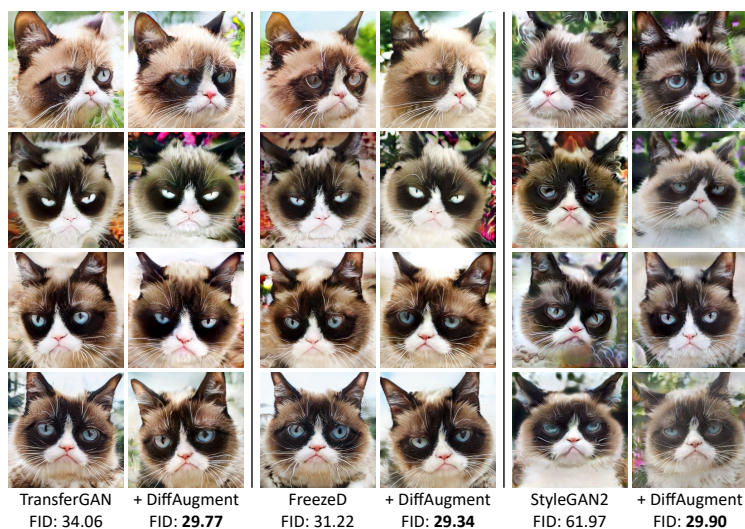 TransferGAN + DiffAugment FreezeD + DiffAugment StyleGAN2 + DiffAugment
FID: 34.06 FID: 29.77 FID: 31.22 FID: 29.34 FID: 61.97 FID: 29.90